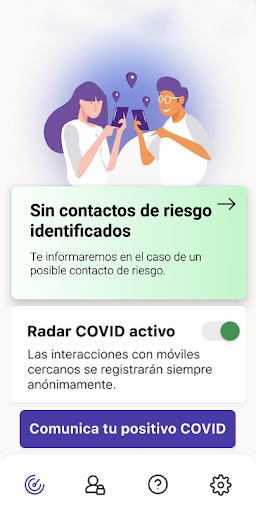 Sin contactos de riesgo
identificados
Te informaremos en el caso de un
posible contacto de riesgo.
Radar COVID activo
Las interacciones con móviles
cercanos se registrarán siempre
anónimamente.
Comunica tu positivo COVID
?